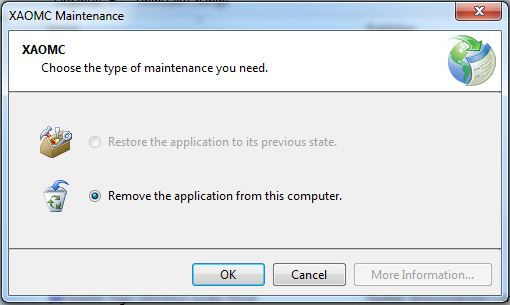 XAOMC Maintenance
XAOMC
Choose the type of maintenance you need.
Restore the application to its previous state.
Remove the application from this computer.
OK
Cancel
More Information...